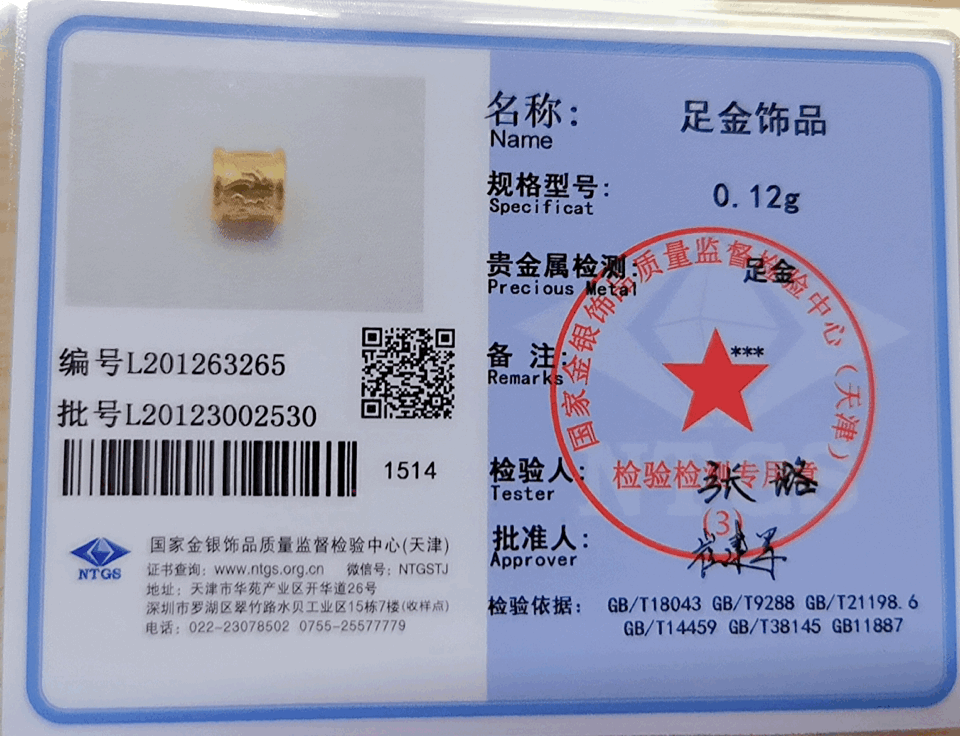 编号L201263265
批号L20123002530
1514
NTGS
国家金银饰品质量监督检验中心(天津)
证书查询: www.ntgs.org.cn 微信号: NTGSTJ
地址: 天津市华苑产业区开华道26号
深圳市罗湖区翠竹路水贝工业区15栋7楼(收样点)
电话: 022-23078502 0755-25577779
名称: 足金饰品
Name
规格型号: 0.12g
Specificat
贵金属检测: 足金
Precious Metal
备 注: ***
Remarks
检验人:
Tester
批准人:
Approver
检验依据: GB/T18043 GB/T9288 GB/T21198.6
GB/T14459 GB/T38145 GB11887
国家金银饰品质量监督检验中心(天津)
检验检测专用章
(3)
NTGS